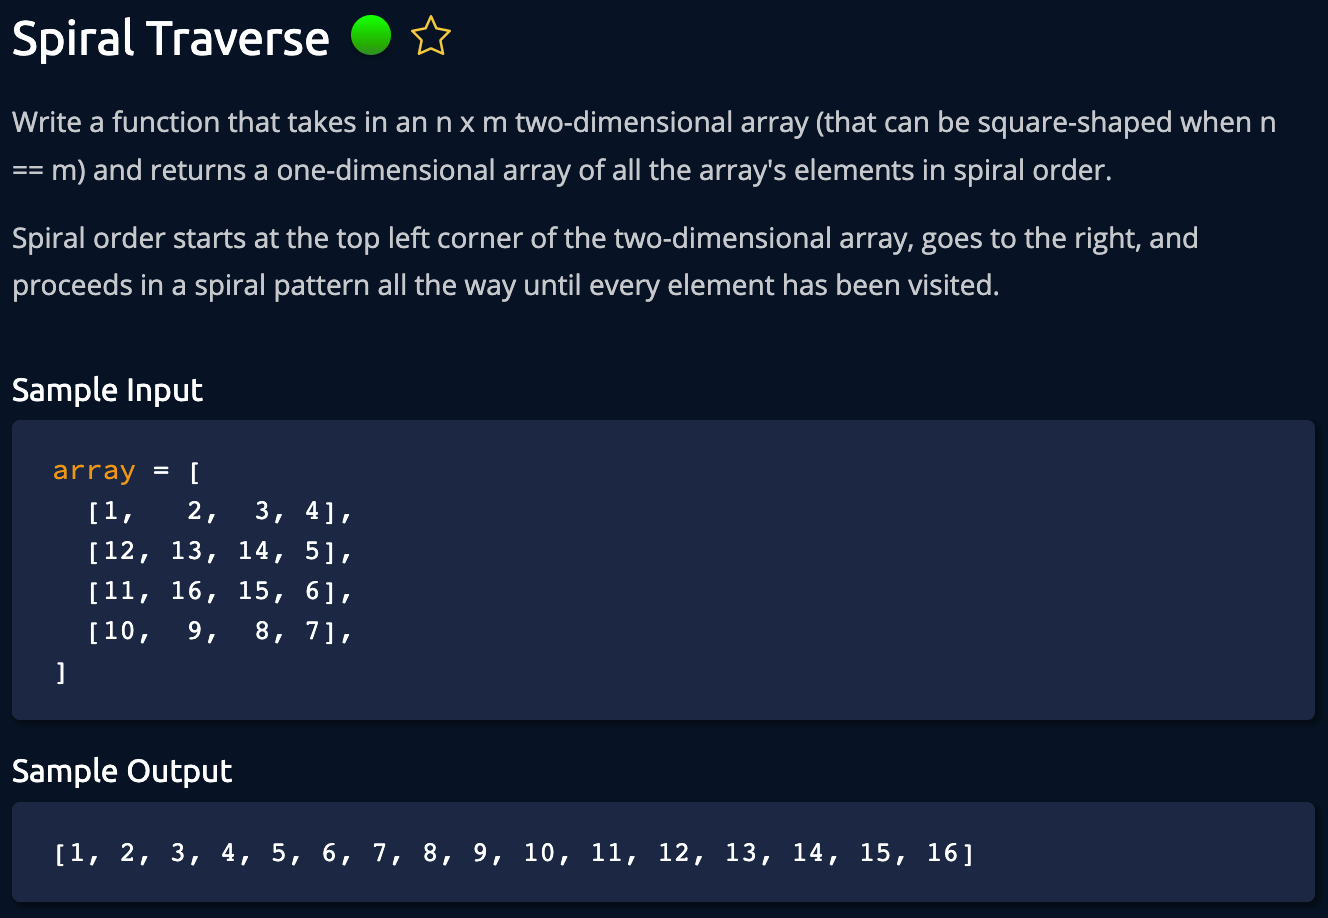 Spiral Traverse
Write a function that takes in an n x m two-dimensional array (that can be square-shaped when n
== m) and returns a one-dimensional array of all the array's elements in spiral order.
Spiral order starts at the top left corner of the two-dimensional array, goes to the right, and
proceeds in a spiral pattern all the way until every element has been visited.
Sample Input
array = [
  [1,   2,  3, 4],
  [12, 13, 14, 5],
  [11, 16, 15, 6],
  [10,  9,  8, 7],
]
Sample Output
[1, 2, 3, 4, 5, 6, 7, 8, 9, 10, 11, 12, 13, 14, 15, 16]